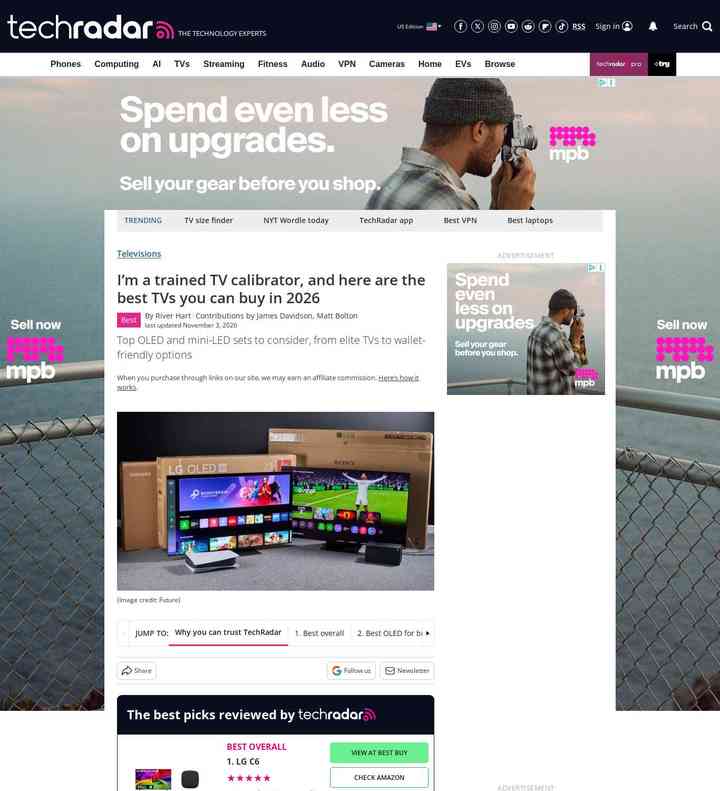 techradar THE TECHNOLOGY EXPERTS
US Edition
RSS
Sign in
Search
Phones Computing AI TVs Streaming Fitness Audio VPN Cameras Home EVs Browse
techradar pro
try
Spend even less
on upgrades.
Sell your gear before you shop.
mpb
TRENDING TV size finder NYT Wordle today TechRadar app Best VPN Best laptops
Sell now
mpb
Sell now
mpb
Televisions
I'm a trained TV calibrator, and here are the
best TVs you can buy in 2026
Best
By River Hart Contributions by James Davidson, Matt Bolton
last updated November 3, 2026
Top OLED and mini-LED sets to consider, from elite TVs to wallet-
friendly options
When you purchase through links on our site, we may earn an affiliate commission. Here's how it
works.
ADVERTISEMENT
Spend
even
less on
upgrades.
Sell your gear
before you shop.
mpb
LG OLED
SONY
(Image credit: Future)
JUMP TO: Why you can trust TechRadar 1. Best overall 2. Best OLED for bi
Share
Follow us
Newsletter
The best picks reviewed by techradar
BEST OVERALL
1. LG C6
★★★★★
VIEW AT BEST BUY
CHECK AMAZON
ADVERTISEMENT